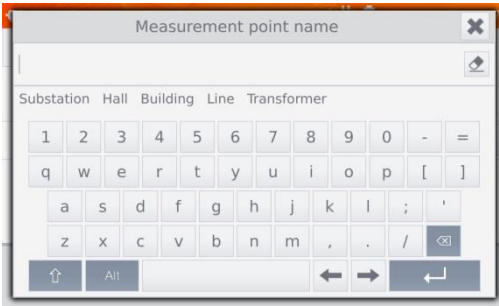 Measurement point name
Substation Hall Building Line Transformer
1 2 3 4 5 6 7 8 9 0 - =
q w e r t y u i o p [ ]
a s d f g h j k l ; '
z x c v b n m , . /
Alt